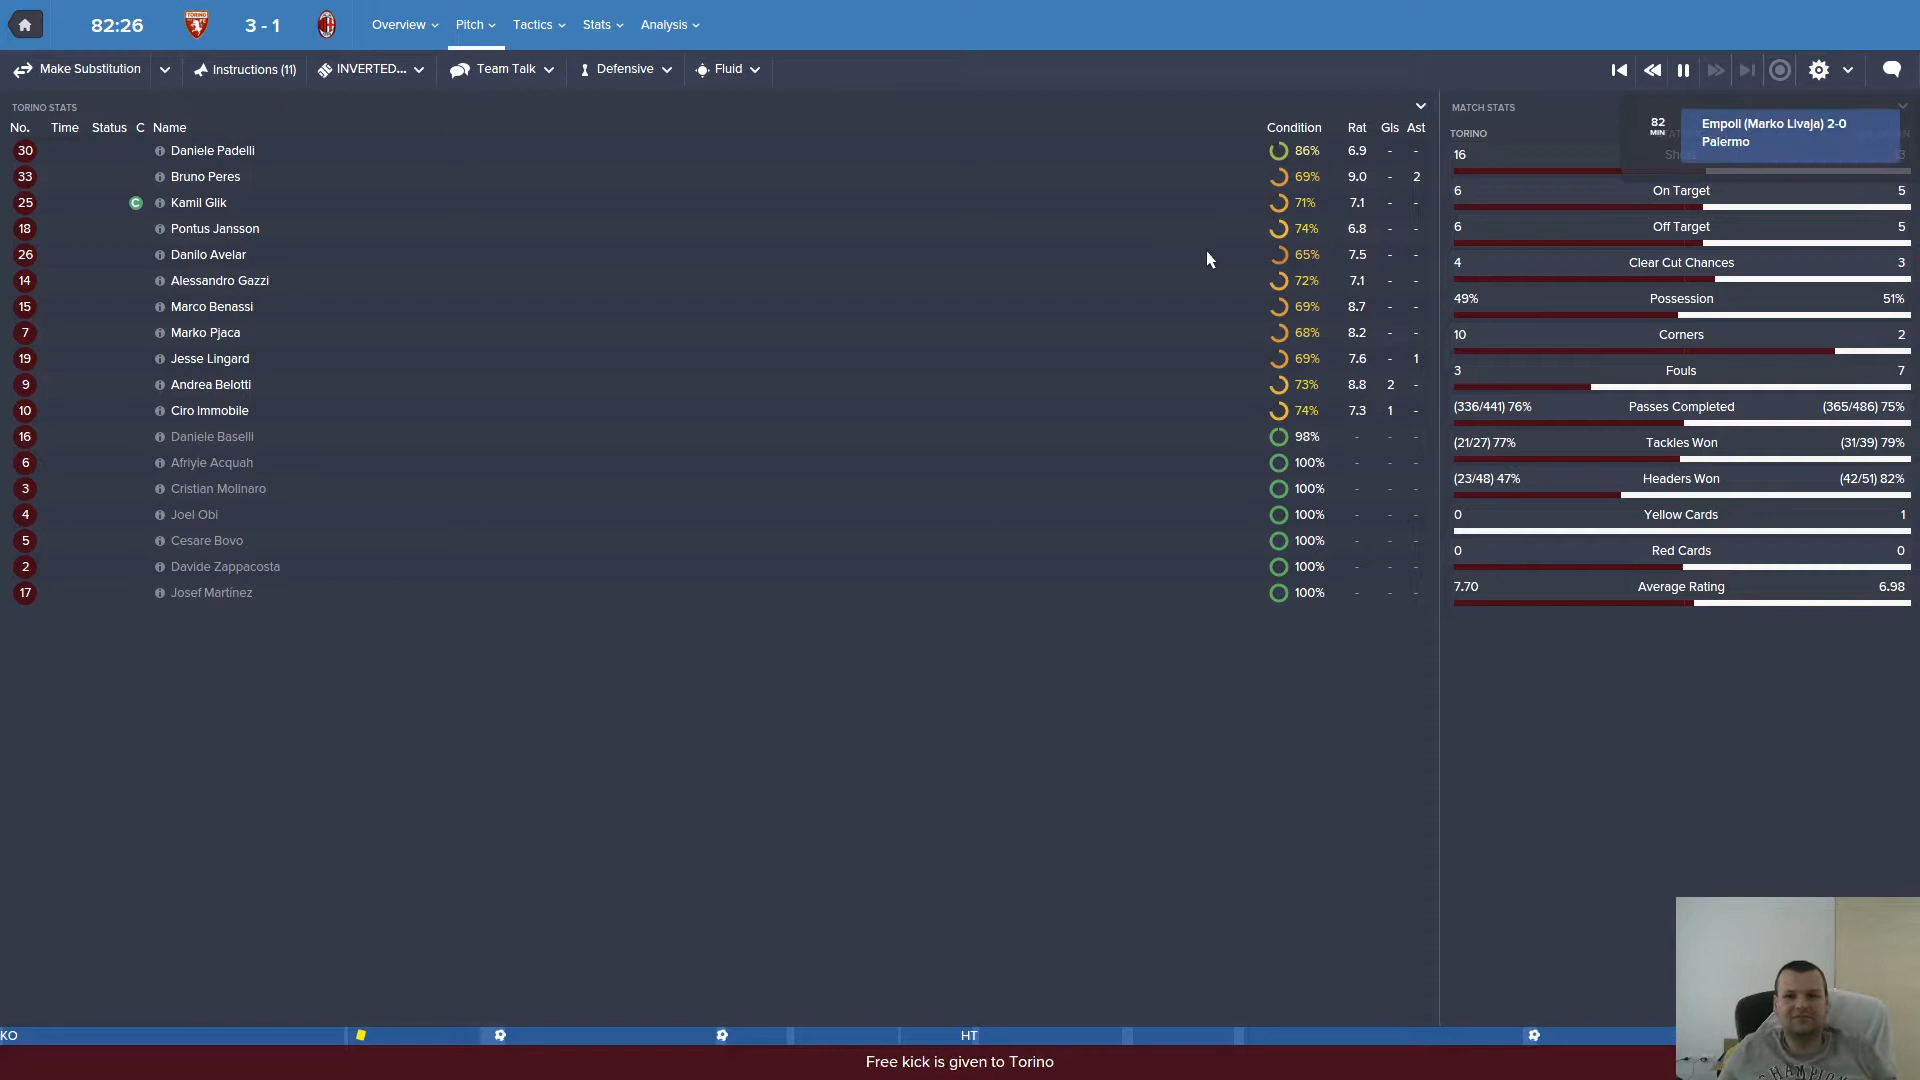 82:26 3 - 1 Overview Pitch Tactics Stats Analysis
Make Substitution Instructions (11) INVERTED... Team Talk Defensive Fluid
TORINO STATS
No. Time Status C Name Condition Rat Gls Ast
30 Daniele Padelli 86% 6.9 - -
33 Bruno Peres 69% 9.0 - 2
25 C Kamil Glik 71% 7.1 - -
18 Pontus Jansson 74% 6.8 - -
26 Danilo Avelar 65% 7.5 - -
14 Alessandro Gazzi 72% 7.1 - -
15 Marco Benassi 69% 8.7 - -
7 Marko Pjaca 68% 8.2 - -
19 Jesse Lingard 69% 7.6 - 1
9 Andrea Belotti 73% 8.8 2 -
10 Ciro Immobile 74% 7.3 1 -
16 Daniele Baselli 98% - - -
6 Afriyie Acquah 100% - - -
3 Cristian Molinaro 100% - - -
4 Joel Obi 100% - - -
5 Cesare Bovo 100% - - -
2 Davide Zappacosta 100% - - -
17 Josef Martínez 100% - - -
MATCH STATS
TORINO
82 MIN Empoli (Marko Livaja) 2-0
Palermo
16 Shots 13
6 On Target 5
6 Off Target 5
4 Clear Cut Chances 3
49% Possession 51%
10 Corners 2
3 Fouls 7
(336/441) 76% Passes Completed (365/486) 75%
(21/27) 77% Tackles Won (31/39) 79%
(23/48) 47% Headers Won (42/51) 82%
0 Yellow Cards 1
0 Red Cards 0
7.70 Average Rating 6.98
KO HT
Free kick is given to Torino